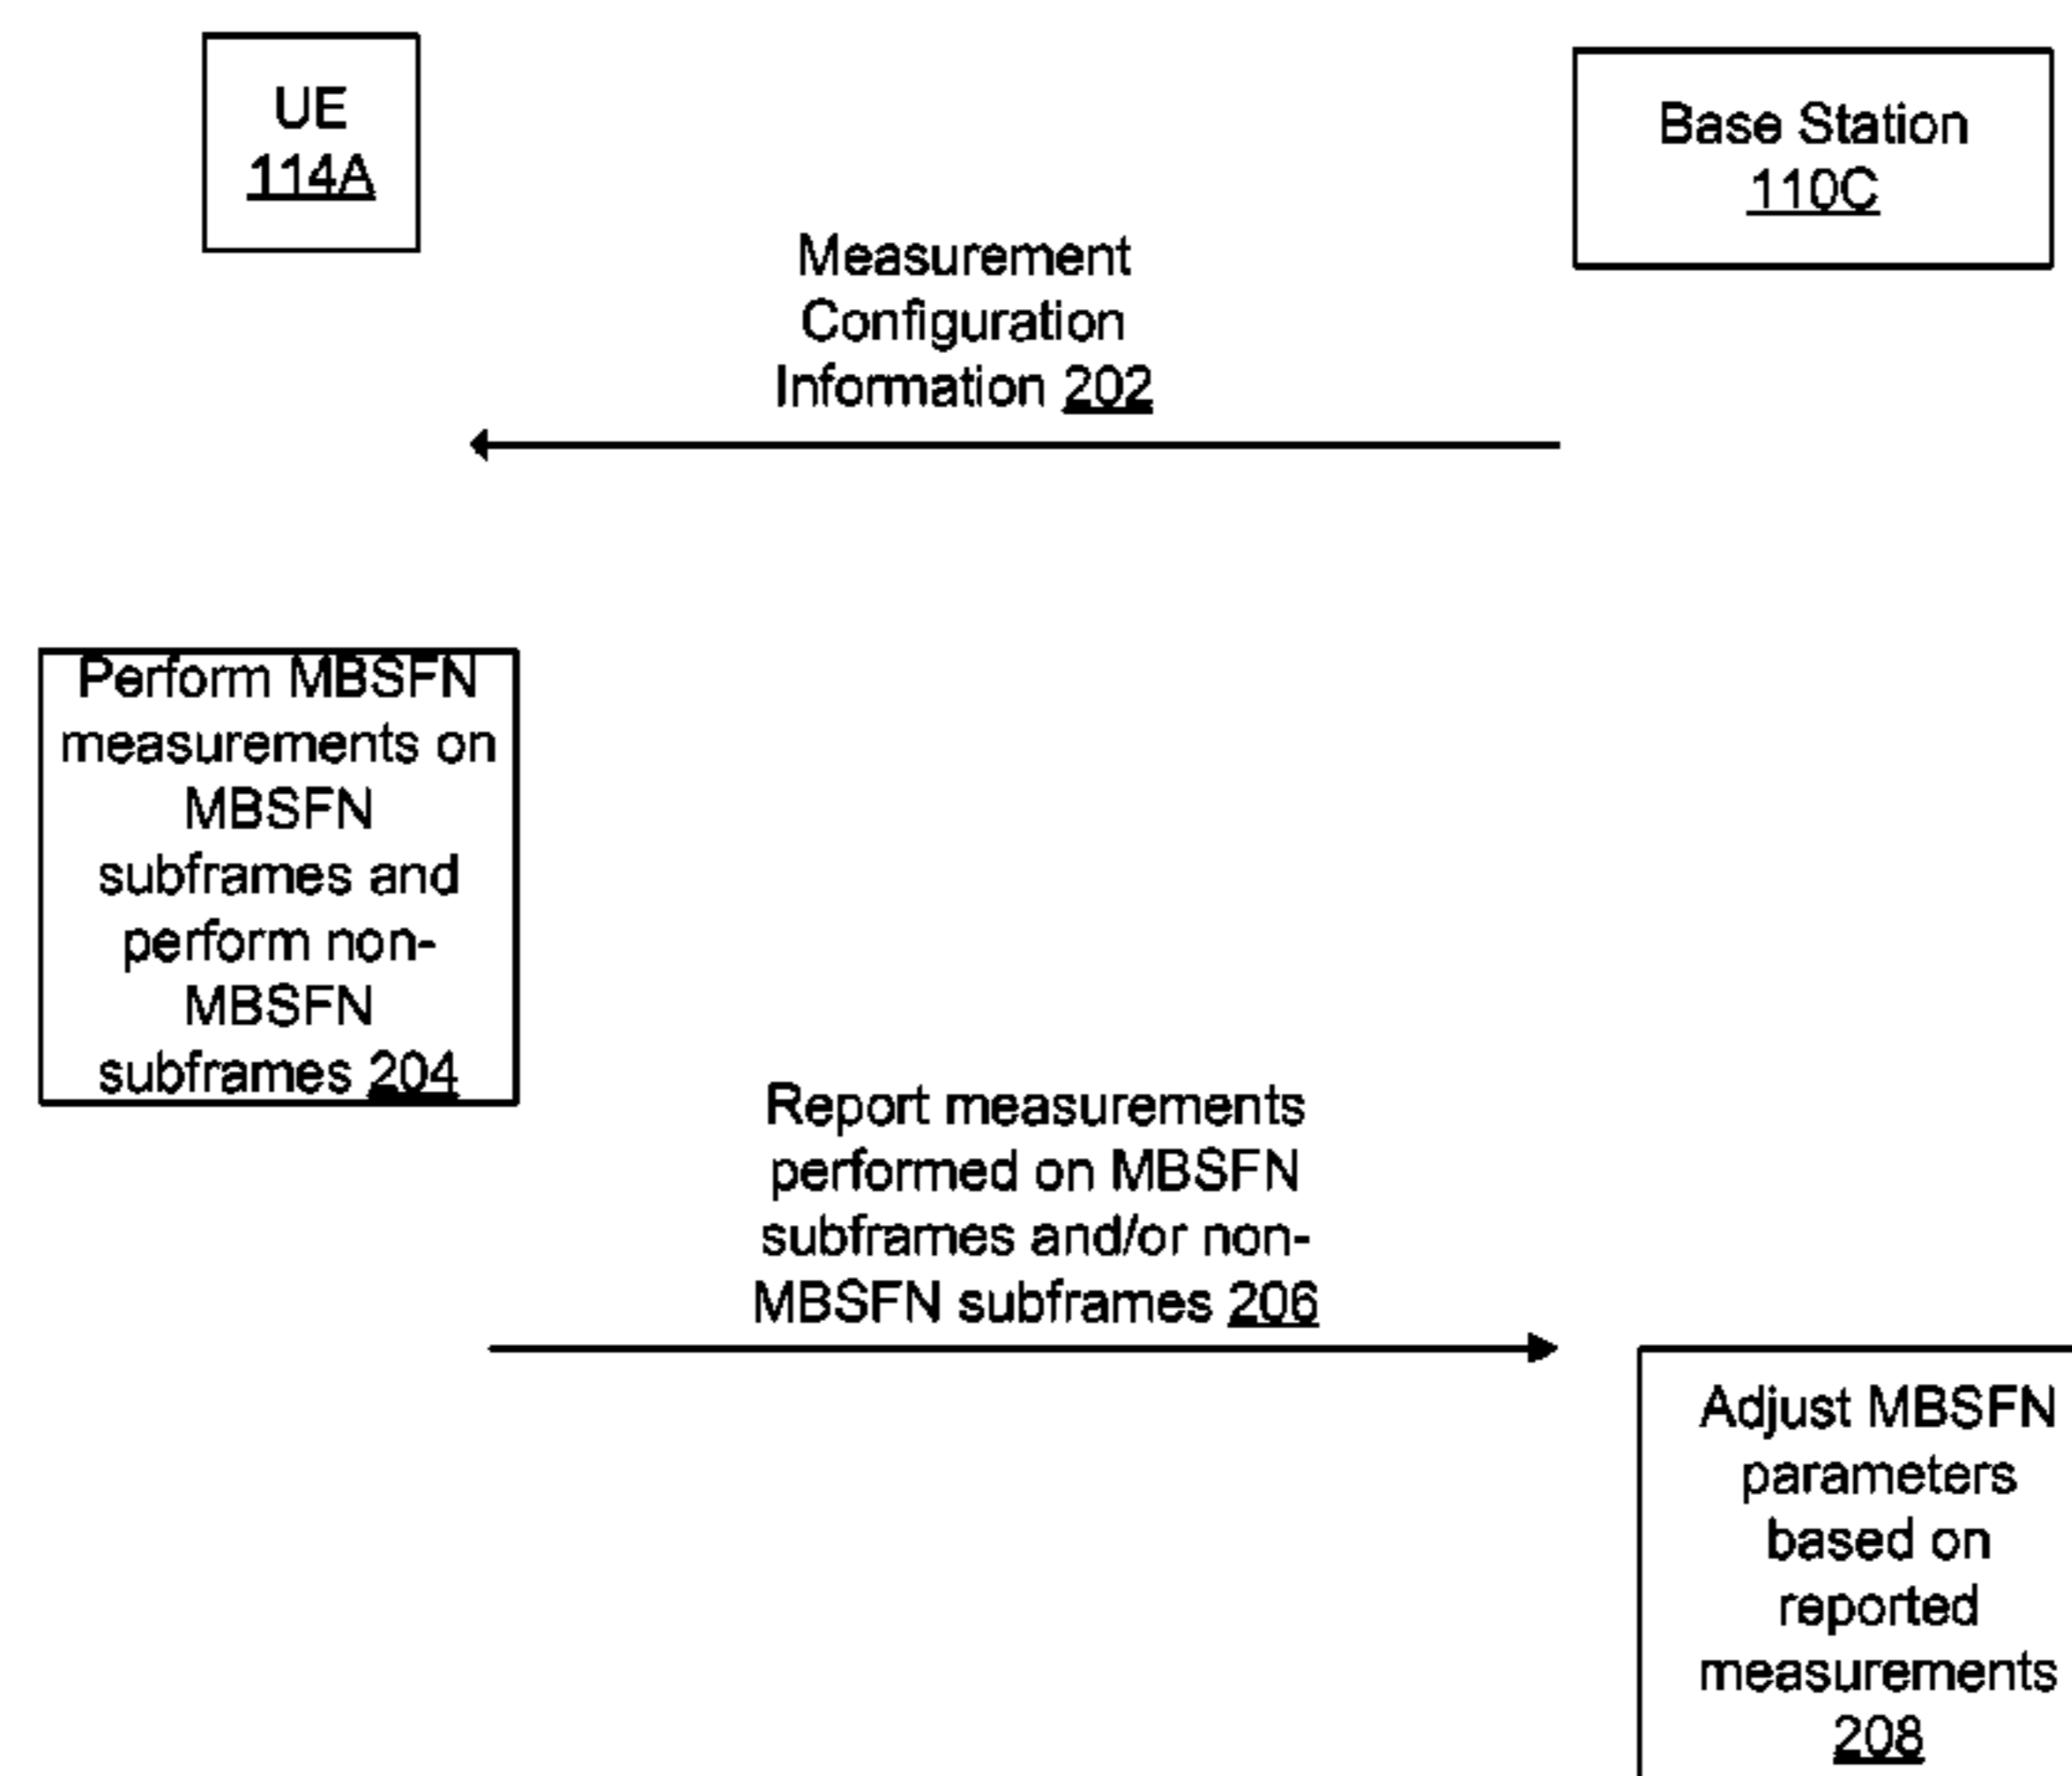 UE
114A
Base Station
110C
Measurement
Configuration
Information 202
Perform MBSFN
measurements on
MBSFN
subframes and
perform non-
MBSFN
subframes 204
Report measurements
performed on MBSFN
subframes and/or non-
MBSFN subframes 206
Adjust MBSFN
parameters
based on
reported
measurements
208